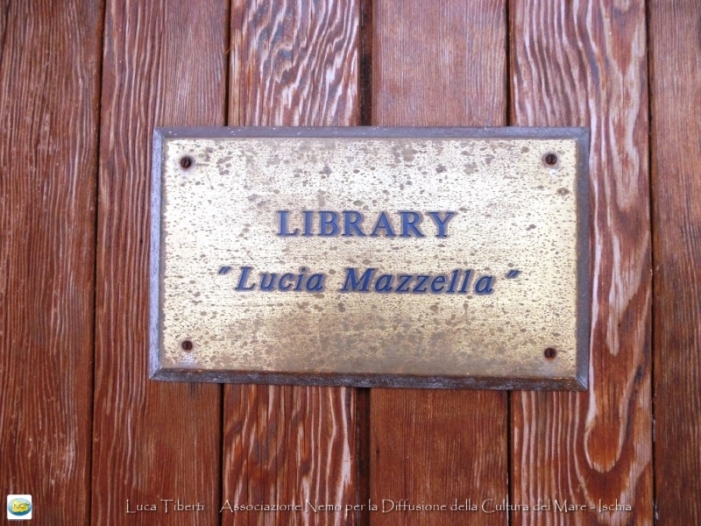 LIBRARY
"Lucia Mazzella"
Luca Tiberti Associazione Nemo per la Diffusione della Cultura del Mare - Ischia